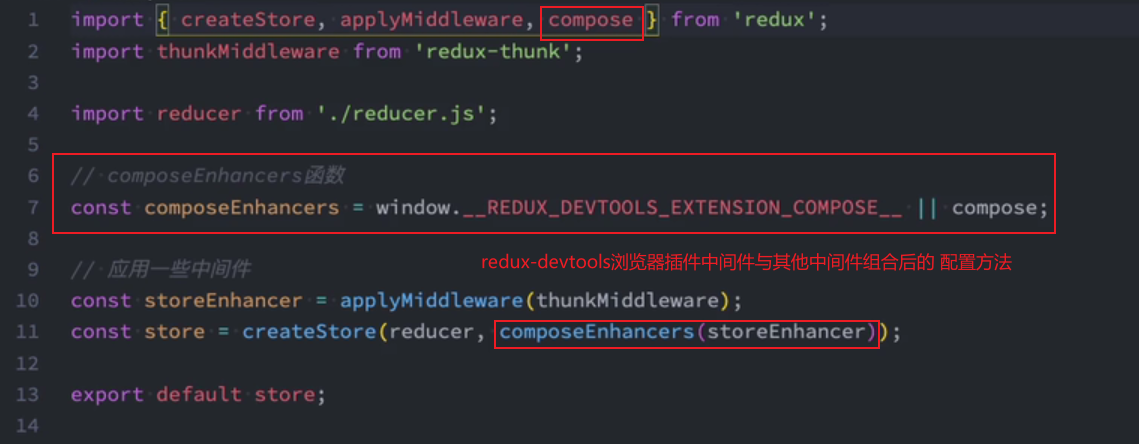 1 import { createStore, applyMiddleware, compose } from 'redux';
2 import thunkMiddleware from 'redux-thunk';
3
4 import reducer from './reducer.js';
5
6 // composeEnhancers函数
7 const composeEnhancers = window.__REDUX_DEVTOOLS_EXTENSION_COMPOSE__ || compose;
8
9 // 应用一些中间件
redux-devtools浏览器插件中间件与其他中间件组合后的 配置方法
10 const storeEnhancer = applyMiddleware(thunkMiddleware);
11 const store = createStore(reducer, composeEnhancers(storeEnhancer));
12
13 export default store;
14